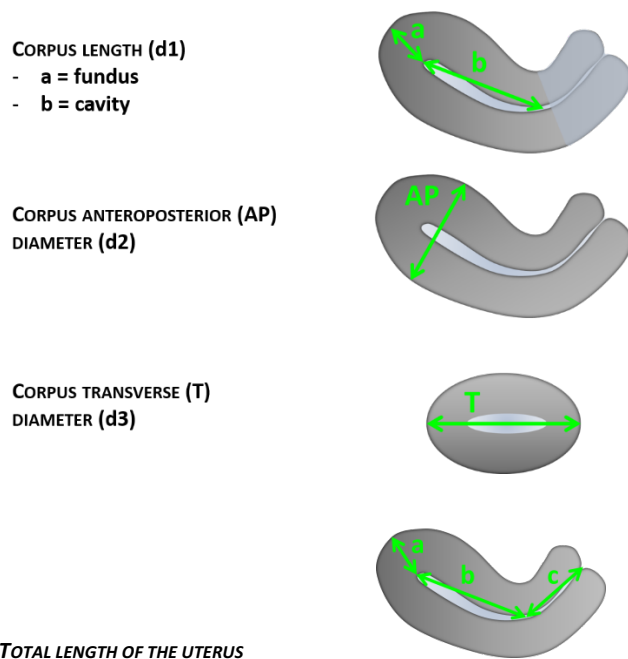 CORPUS LENGTH (d1)
- a = fundus
- b = cavity
a
b
CORPUS ANTEROPOSTERIOR (AP)
DIAMETER (d2)
AP
CORPUS TRANSVERSE (T)
DIAMETER (d3)
T
a
b
c
TOTAL LENGTH OF THE UTERUS